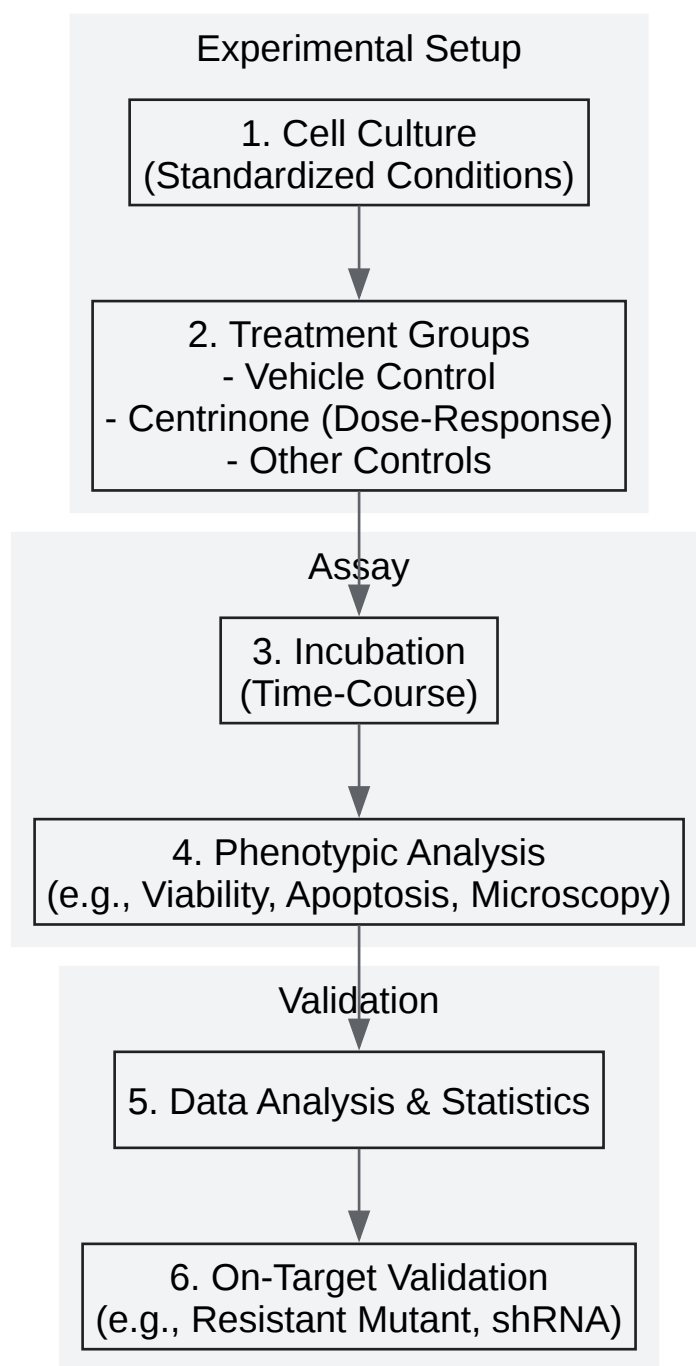 Experimental Setup
1. Cell Culture
(Standardized Conditions)
2. Treatment Groups
- Vehicle Control
- Centrinone (Dose-Response)
- Other Controls
Assay
3. Incubation
(Time-Course)
4. Phenotypic Analysis
(e.g., Viability, Apoptosis, Microscopy)
Validation
5. Data Analysis & Statistics
6. On-Target Validation
(e.g., Resistant Mutant, shRNA)